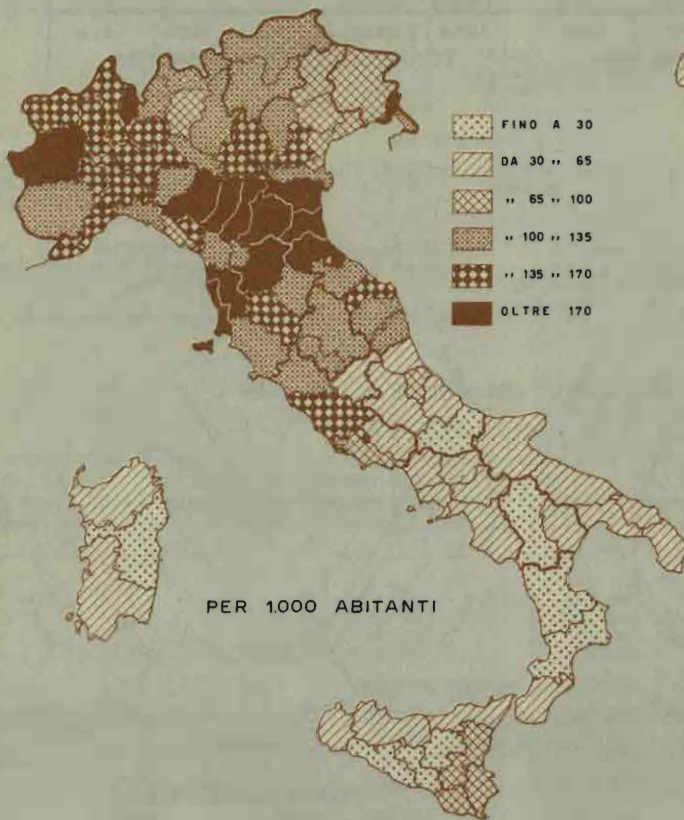 FINO A 30
DA 30 ,, 65
,, 65 ,, 100
,, 100 ,, 135
,, 135 ,, 170
OLTRE 170
PER 1.000 ABITANTI